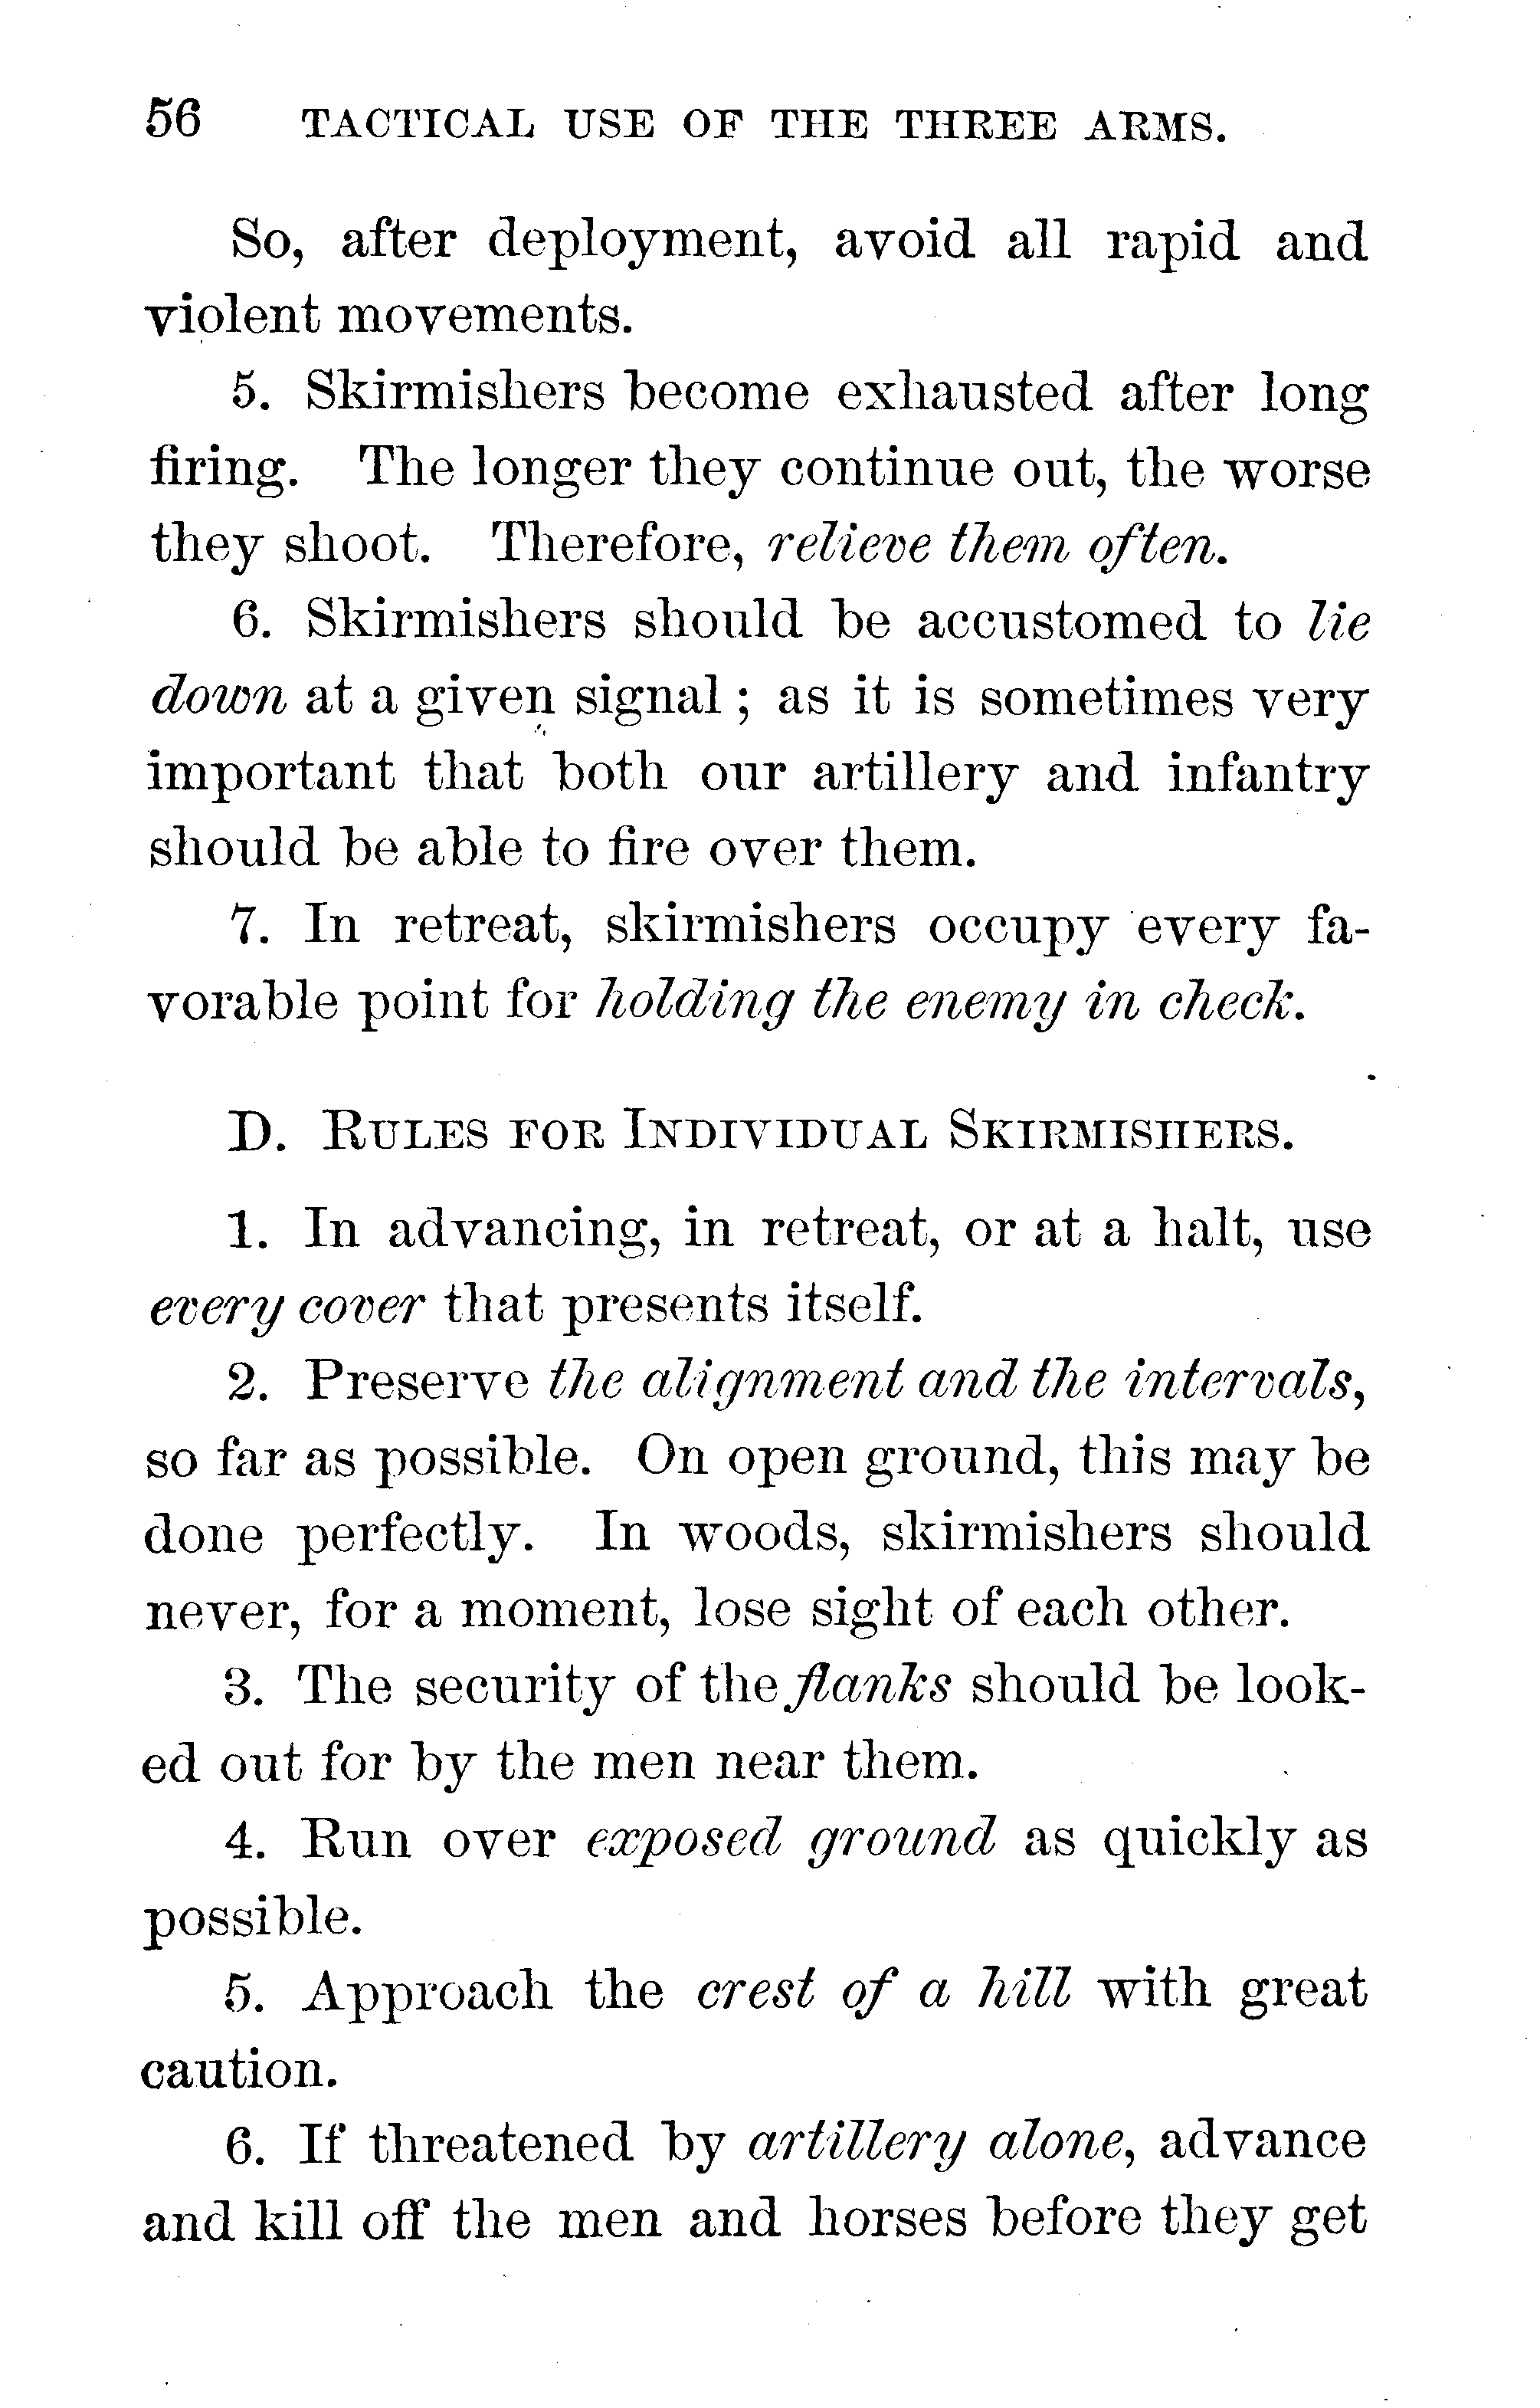 56 TACTICAL USE OF THE THREE ARMS.
So, after deployment, avoid all rapid and
violent movements.
5. Skirmishers become exhausted after long
firing. The longer they continue out, the worse
they shoot. Therefore, relieve them often.
6. Skirmishers should be accustomed to lie
down at a given signal; as it is sometimes very
important that both our artillery and infantry
should be able to fire over them.
7. In retreat, skirmishers occupy every fa-
vorable point for holding the enemy in check.
D. RULES FOR INDIVIDUAL SKIRMISHERS.
1. In advancing, in retreat, or at a halt, use
every cover that presents itself.
2. Preserve the alignment and the intervals,
so far as possible. On open ground, this may be
done perfectly. In woods, skirmishers should
never, for a moment, lose sight of each other.
3. The security of the flanks should be look-
ed out for by the men near them.
4. Run over exposed ground as quickly as
possible.
5. Approach the crest of a hill with great
caution.
6. If threatened by artillery alone, advance
and kill off the men and horses before they get